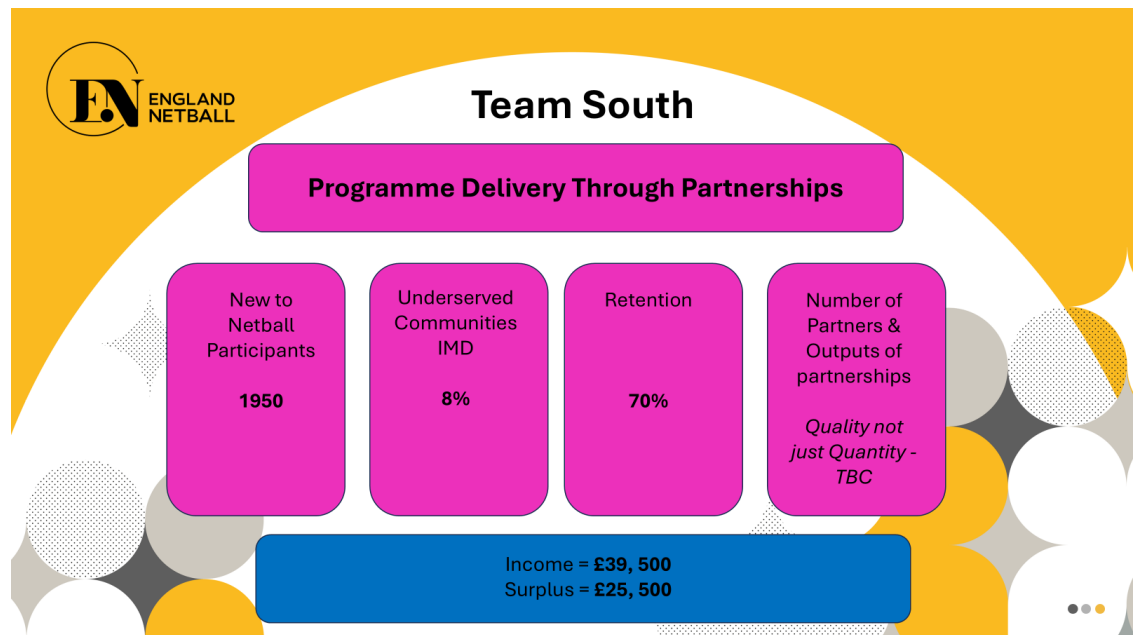 EN ENGLAND
NETBALL
Team South
Programme Delivery Through Partnerships
New to
Netball
Participants
1950
Underserved
Communities
IMD
8%
Retention
70%
Number of
Partners &
Outputs of
partnerships
Quality not
just Quantity -
TBC
Income = £39, 500
Surplus = £25, 500